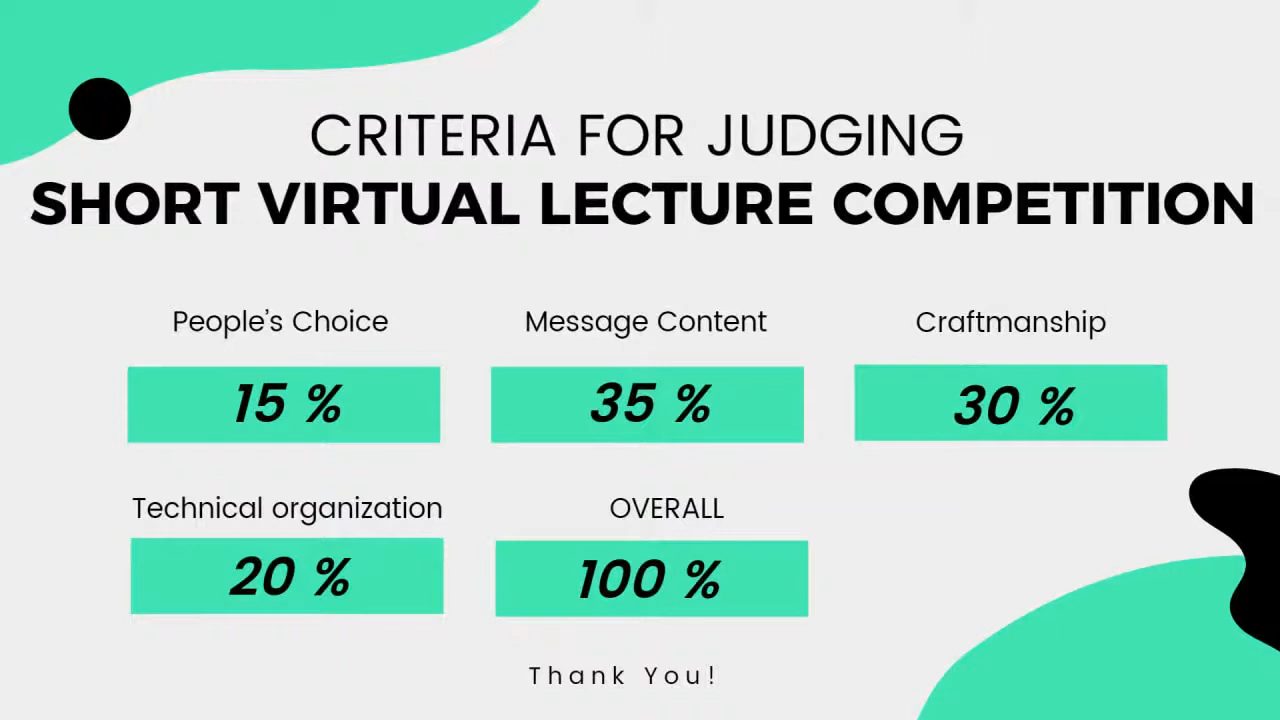 CRITERIA FOR JUDGING
SHORT VIRTUAL LECTURE COMPETITION
People's Choice
Message Content
Craftmanship
15 %
35 %
30 %
Technical organization
OVERALL
20 %
100 %
Thank You!